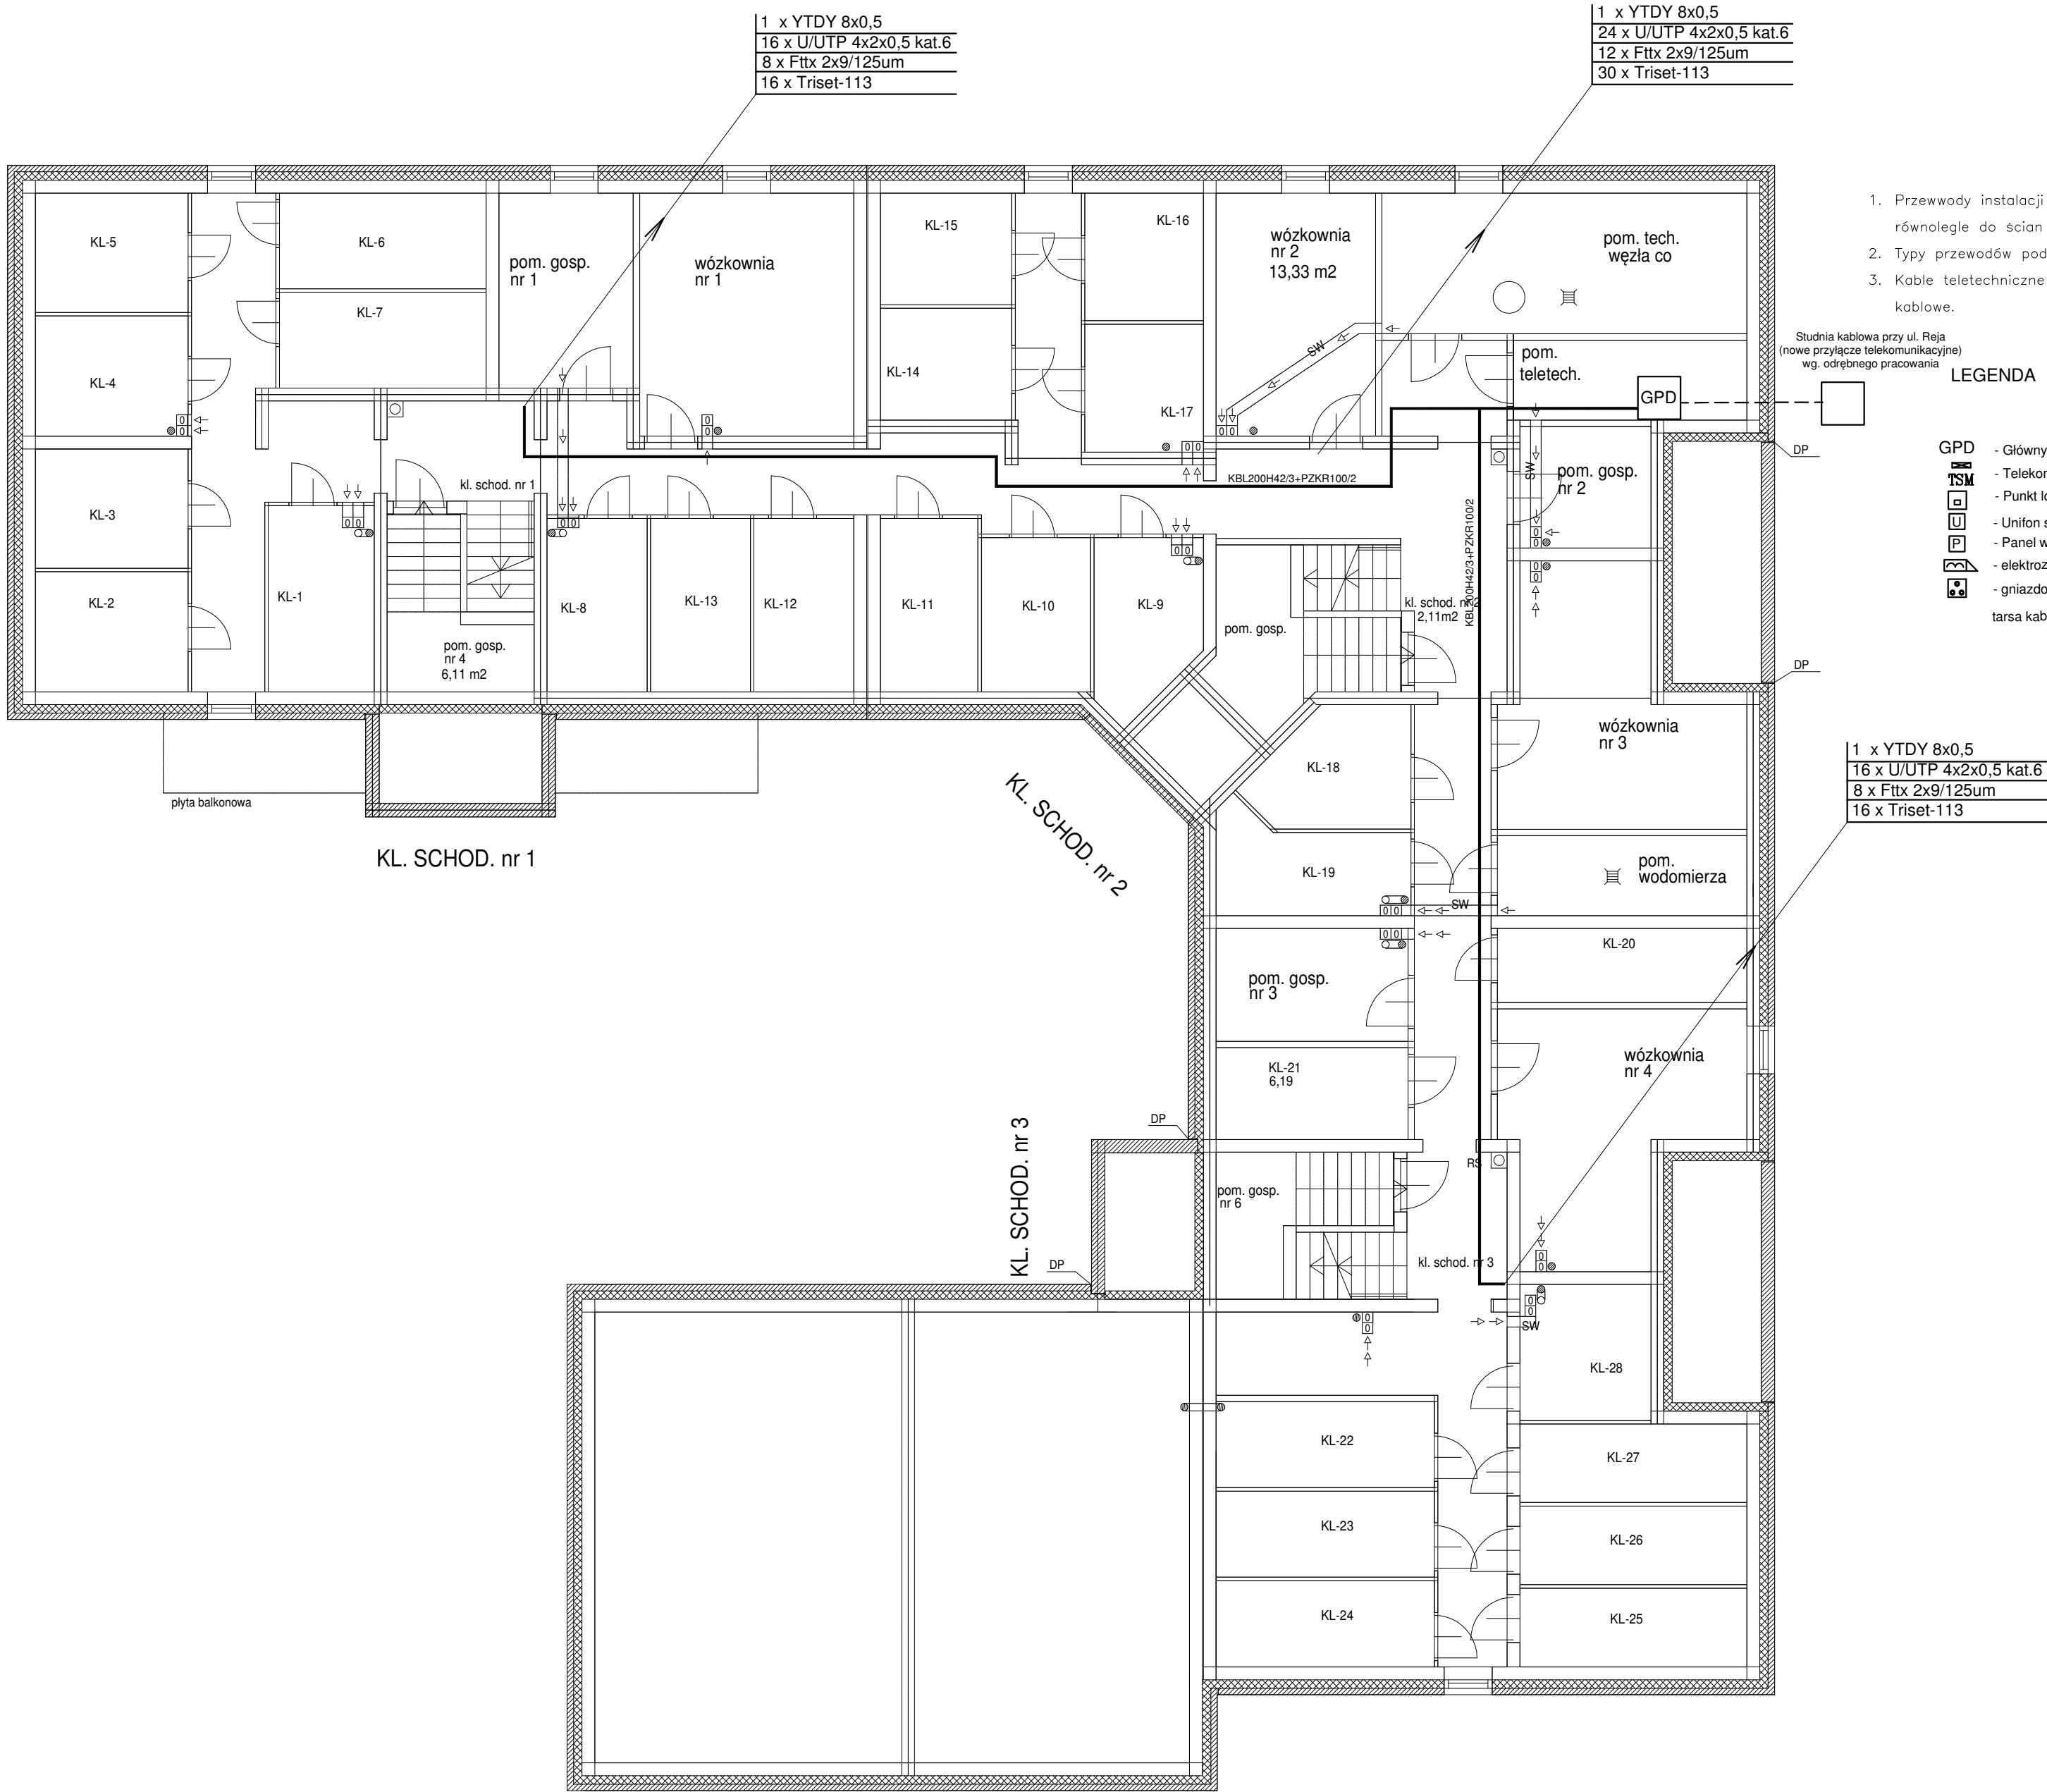 1 x YTDY 8x0,5
16 x U/UTP 4x2x0,5 kat.6
8 x Fttx 2x9/125um
16 x Triset-113
1 x YTDY 8x0,5
24 x U/UTP 4x2x0,5 kat.6
12 x Fttx 2x9/125um
30 x Triset-113
1. Przewwody instalacji
równolegle do ścian
2. Typy przewodów pod
3. Kable teletechniczne
kablowe.
Studnia kablowa przy ul. Reja
(nowe przyłącze telekomunikacyjne)
wg. odrębnego pracowania
LEGENDA
GPD - Główny
TSM - Telekor
- Punkt lo
U - Unifon s
P - Panel w
- elektroz
- gniazdo
tarsa kab
KL-5
KL-6
KL-7
pom. gosp.
nr 1
wózkownia
nr 1
KL-15
KL-16
wózkownia
nr 2
13,33 m2
pom. tech.
węzła co
KL-4
KL-14
KL-17
SW
pom.
teletech.
GPD
DP
KL-3
kl. schod. nr 1
KBL200H42/3+PZKR100/2
KBL200H42/3+PZKR100/2
SW
pom. gosp.
nr 2
KL-2
KL-1
KL-8
KL-13
KL-12
KL-11
KL-10
KL-9
pom. gosp.
kl. schod. nr 2
2,11m2
pom. gosp.
nr 4
6,11 m2
DP
płyta balkonowa
KL. SCHOD. nr 1
KL. SCHOD. nr 2
KL-18
wózkownia
nr 3
1 x YTDY 8x0,5
16 x U/UTP 4x2x0,5 kat.6
8 x Fttx 2x9/125um
16 x Triset-113
KL-19
pom.
wodomierza
SW
KL-20
pom. gosp.
nr 3
wózkownia
nr 4
KL-21
6,19
DP
KL. SCHOD. nr 3
RS
pom. gosp.
nr 6
kl. schod. nr 3
DP
SW
KL-28
KL-22
KL-27
KL-23
KL-26
KL-24
KL-25